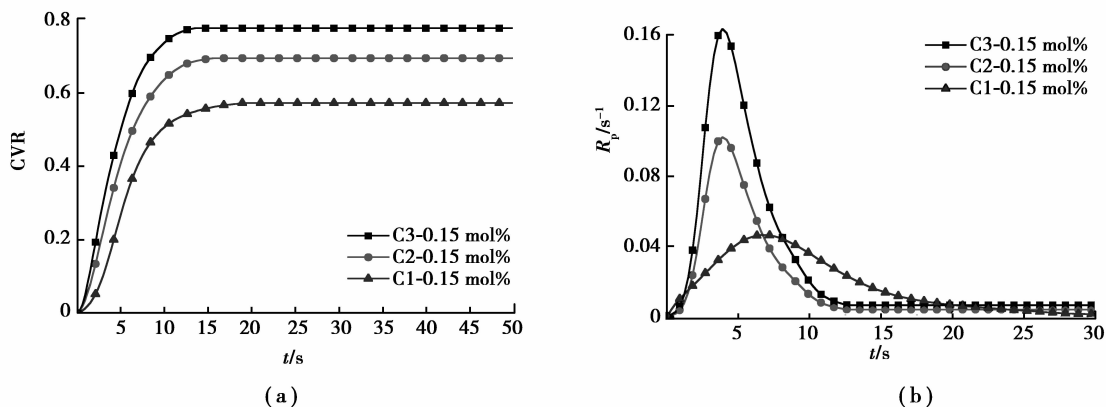 0.8
0.6
0.4
0.2
0
CVR
5 10 15 20 25 30 35 40 45 50
t/s
C3-0.15 mol%
C2-0.15 mol%
C1-0.15 mol%
(a)
0.16
0.12
0.08
0.04
0
Rp/s⁻¹
5 10 15 20 25 30
t/s
C3-0.15 mol%
C2-0.15 mol%
C1-0.15 mol%
(b)